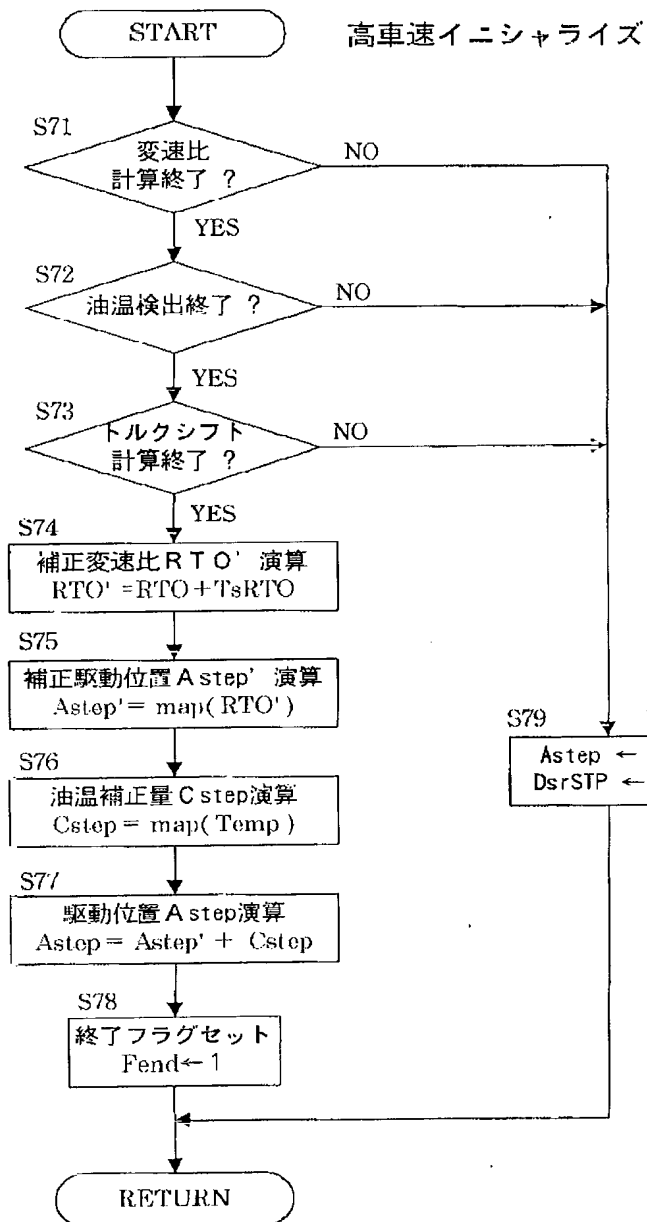 START
高車速イニシャライズ
S71
変速比
計算終了 ?
NO
YES
S72
油温検出終了 ?
NO
YES
S73
トルクシフト
計算終了 ?
NO
YES
S74
補正変速比RTO' 演算
RTO' =RTO+TsRTO
S75
補正駆動位置Astep' 演算
Astep'= map(RTO')
S76
油温補正量Cstep演算
Cstep = map(Temp)
S77
駆動位置Astep演算
Astep = Astep' + Cstep
S78
終了フラグセット
Fend←1
S79
Astep ←
DsrSTP ←
RETURN